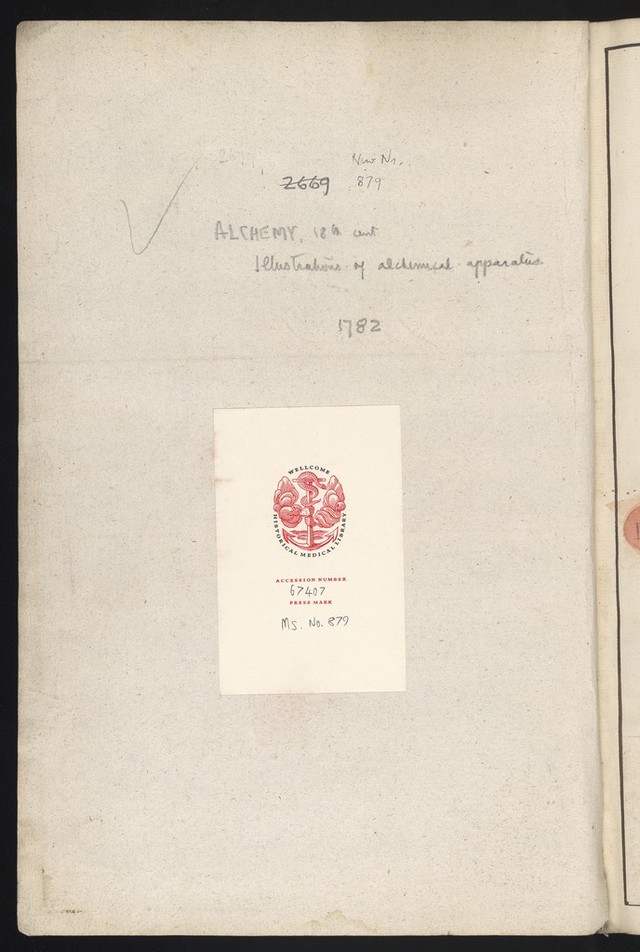 New No.
2669 879
ALCHEMY, 18th cent
Illustrations of alchemical apparatus
1782
WELLCOME
HISTORICAL MEDICAL LIBRARY
ACCESSION NUMBER
67407
PRESS MARK
MS. No. 879